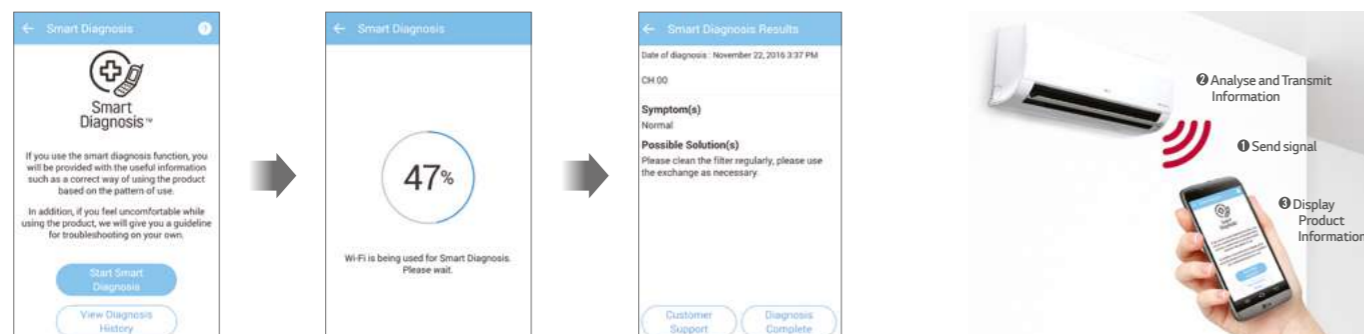 ← Smart Diagnosis ?
Smart
Diagnosis™
If you use the smart diagnosis function, you
will be provided with the useful information
such as a correct way of using the product
based on the pattern of use.
In addition, if you feel uncomfortable while
using the product, we will give you a guideline
for troubleshooting on your own.
Start Smart
Diagnosis
View Diagnosis
History
← Smart Diagnosis
47%
Wi-Fi is being used for Smart Diagnosis.
Please wait.
← Smart Diagnosis Results
Date of diagnosis : November 22, 2016 3:37 PM
CH 00
Symptom(s)
Normal
Possible Solution(s)
Please clean the filter regularly, please use
the exchange as necessary.
Customer
Support
Diagnosis
Complete
❷ Analyse and Transmit
Information
❶ Send signal
❸ Display
Product
Information
Smart
Diagnosis